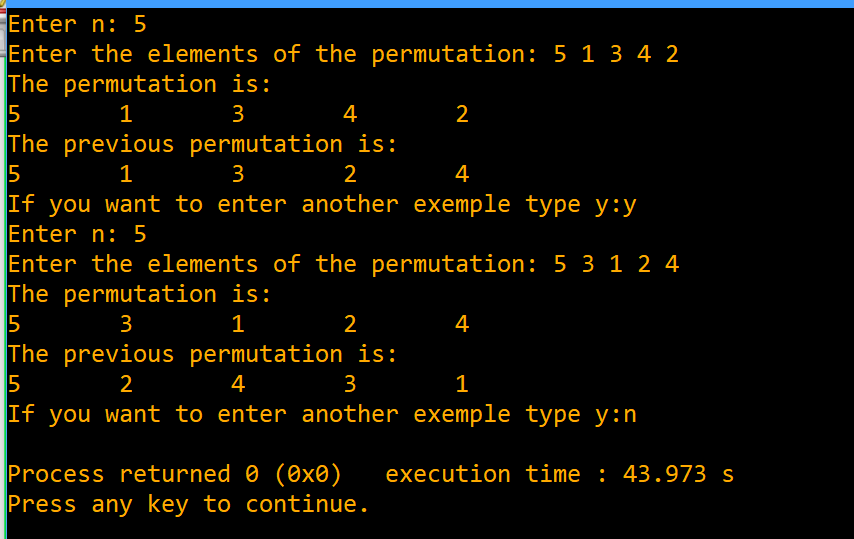 Enter n: 5
Enter the elements of the permutation: 5 1 3 4 2
The permutation is:
5 1 3 4 2
The previous permutation is:
5 1 3 2 4
If you want to enter another exemple type y:y
Enter n: 5
Enter the elements of the permutation: 5 3 1 2 4
The permutation is:
5 3 1 2 4
The previous permutation is:
5 2 4 3 1
If you want to enter another exemple type y:n
Process returned 0 (0x0) execution time : 43.973 s
Press any key to continue.